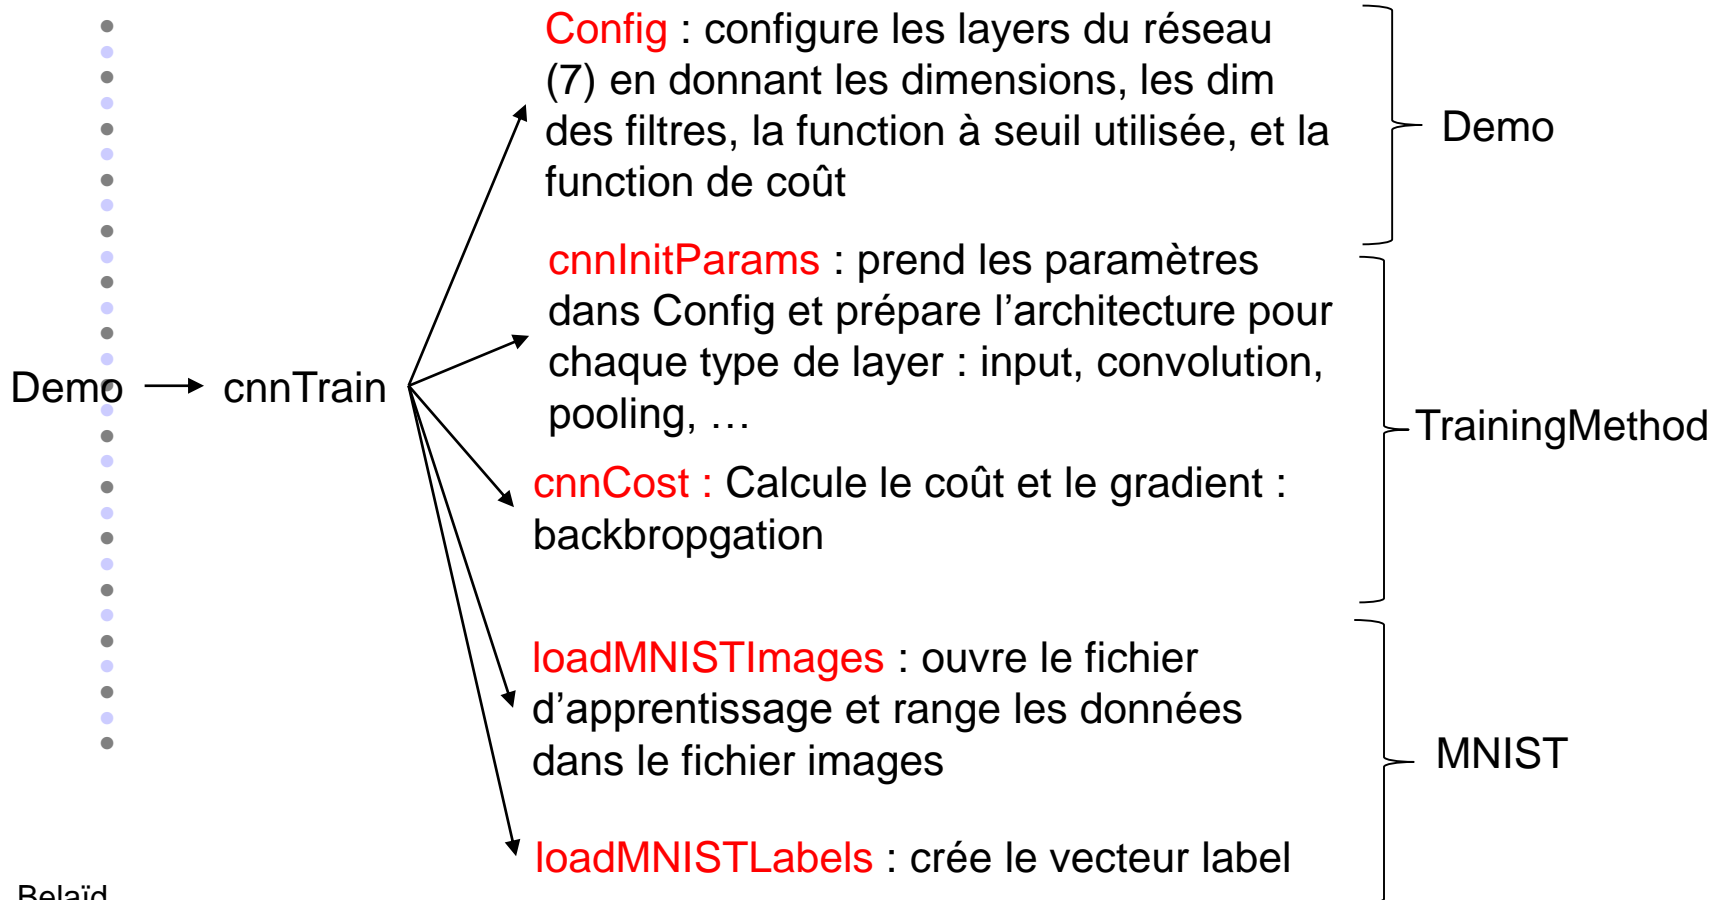 Config : configure les layers du réseau
(7) en donnant les dimensions, les dim
des filtres, la function à seuil utilisée, et la
function de coût
Demo
cnnInitParams : prend les paramètres
dans Config et prépare l’architecture pour
chaque type de layer : input, convolution,
pooling, …
Demo
cnnTrain
TrainingMethod
cnnCost : Calcule le coût et le gradient :
backbropgation
loadMNISTImages : ouvre le fichier
d’apprentissage et range les données
dans le fichier images
MNIST
loadMNISTLabels : crée le vecteur label
Belaïd